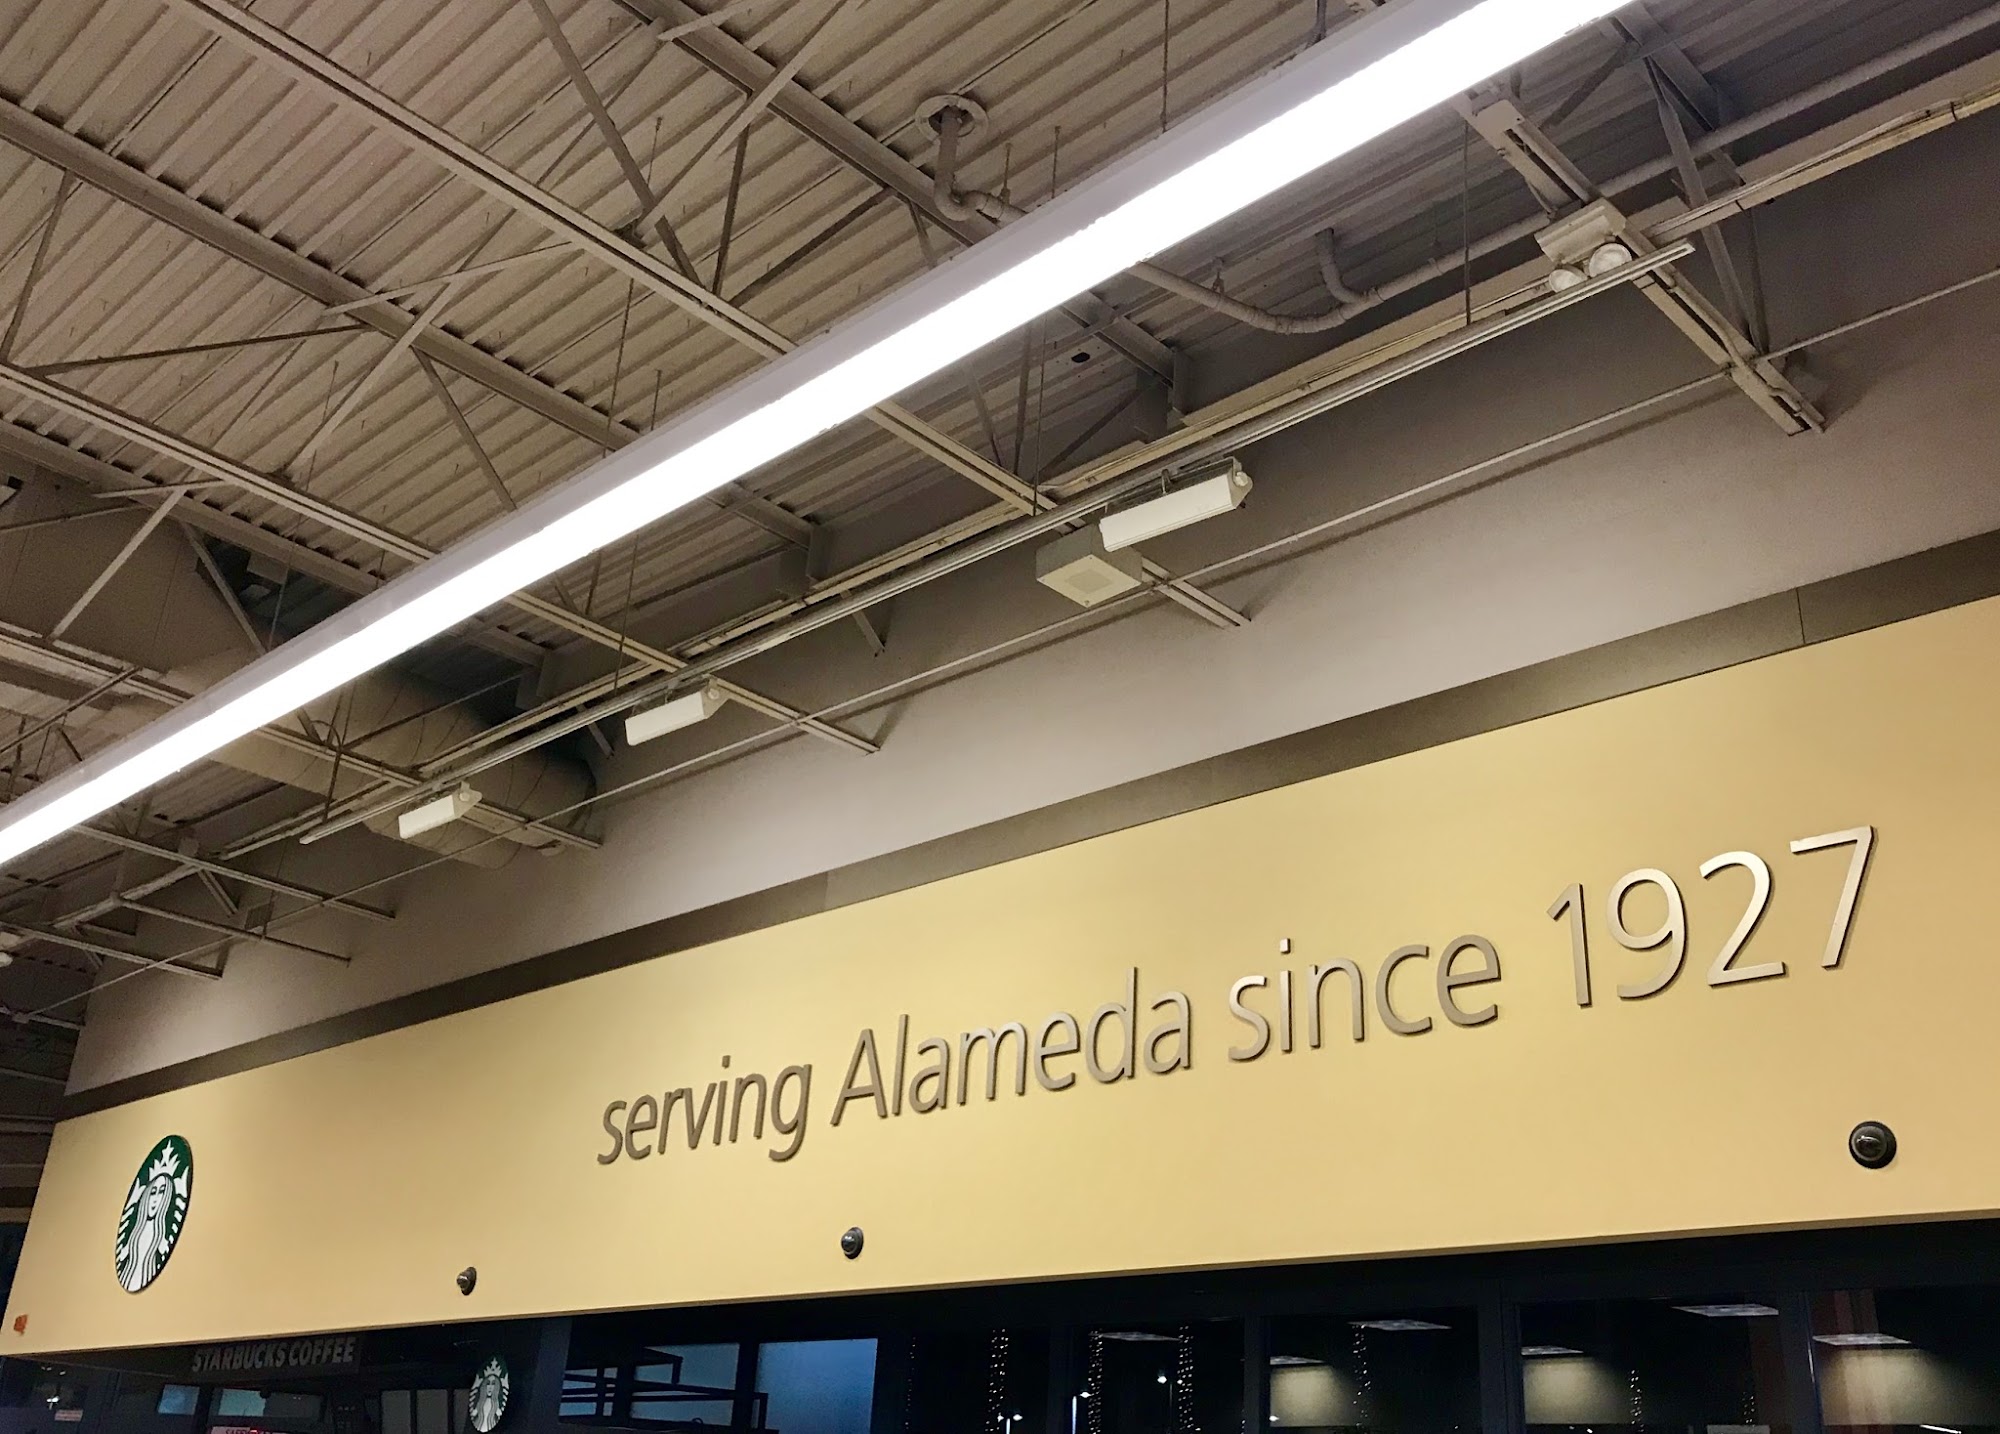 serving Alameda since 1927
STARBUCKS COFFEE